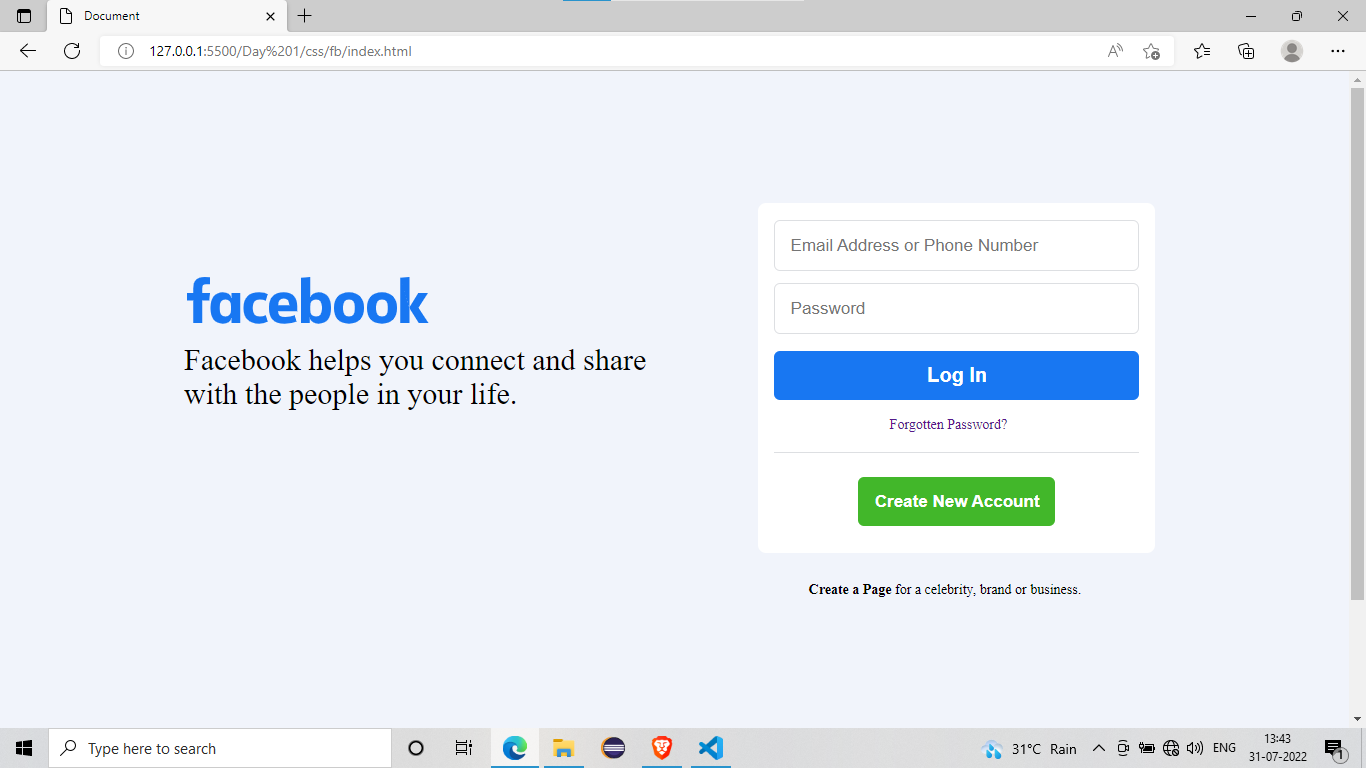 Document
127.0.0.1:5500/Day%201/css/fb/index.html
facebook
Facebook helps you connect and share
with the people in your life.
Email Address or Phone Number
Password
Log In
Forgotten Password?
Create New Account
Create a Page for a celebrity, brand or business.
Type here to search
31°C Rain
ENG
13:43
31-07-2022
1